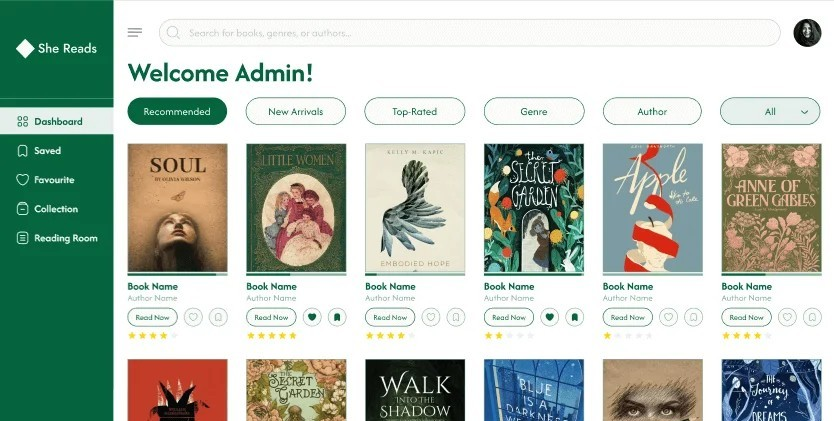 She Reads
Search for books, genres, or authors...
Welcome Admin!
Recommended
New Arrivals
Top-Rated
Genre
Author
All
Dashboard
Saved
Favourite
Collection
Reading Room
SOUL
BY OLIVIA WILSON
LITTLE WOMEN
KELLY M. KAPIC
EMBODIED HOPE
the
SECRET
GARDEN
Apple
Skin to
the Core
ANNE OF
GREEN GABLES
Book Name
Author Name
Read Now
Book Name
Author Name
Read Now
Book Name
Author Name
Read Now
Book Name
Author Name
Read Now
Book Name
Author Name
Read Now
Book Name
Author Name
Read Now
The
SECRET
GARDEN
WALK
INTO THE
SHADOW
BLUE
IS A
DARKNESS
The
Journey
of
DREAMS